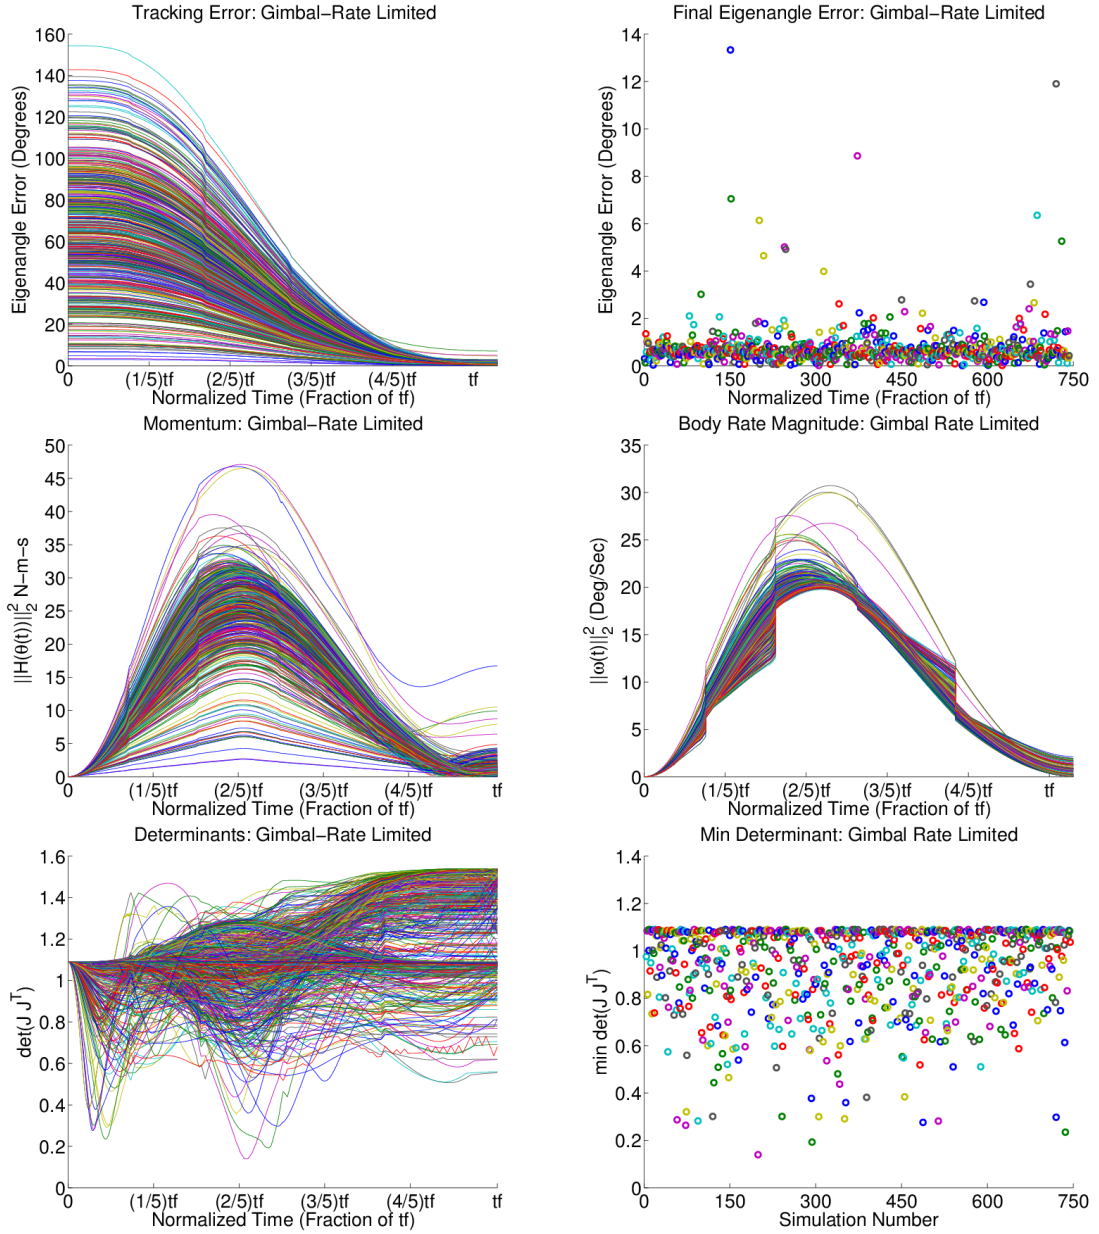 Tracking Error: Gimbal−Rate Limited
160
140
120
100
80
60
40
20
0
Eigenangle Error (Degrees)
0 (1/5)tf (2/5)tf (3/5)tf (4/5)tf tf
Normalized Time (Fraction of tf)
Final Eigenangle Error: Gimbal−Rate Limited
14
12
10
8
6
4
2
0
Eigenangle Error (Degrees)
0 150 300 450 600 750
Normalized Time (Fraction of tf)
Momentum: Gimbal−Rate Limited
50
45
40
35
30
25
20
15
10
5
0
||H(θ(t))||₂² N−m−s
0 (1/5)tf (2/5)tf (3/5)tf (4/5)tf tf
Normalized Time (Fraction of tf)
Body Rate Magnitude: Gimbal Rate Limited
35
30
25
20
15
10
5
0
||ω(t)||₂² (Deg/Sec)
0 (1/5)tf (2/5)tf (3/5)tf (4/5)tf tf
Normalized Time (Fraction of tf)
Determinants: Gimbal−Rate Limited
1.6
1.4
1.2
1
0.8
0.6
0.4
0.2
0
det(J Jᵀ)
0 (1/5)tf (2/5)tf (3/5)tf (4/5)tf tf
Normalized Time (Fraction of tf)
Min Determinant: Gimbal Rate Limited
1.4
1.2
1
0.8
0.6
0.4
0.2
0
min det(J Jᵀ)
0 150 300 450 600 750
Simulation Number